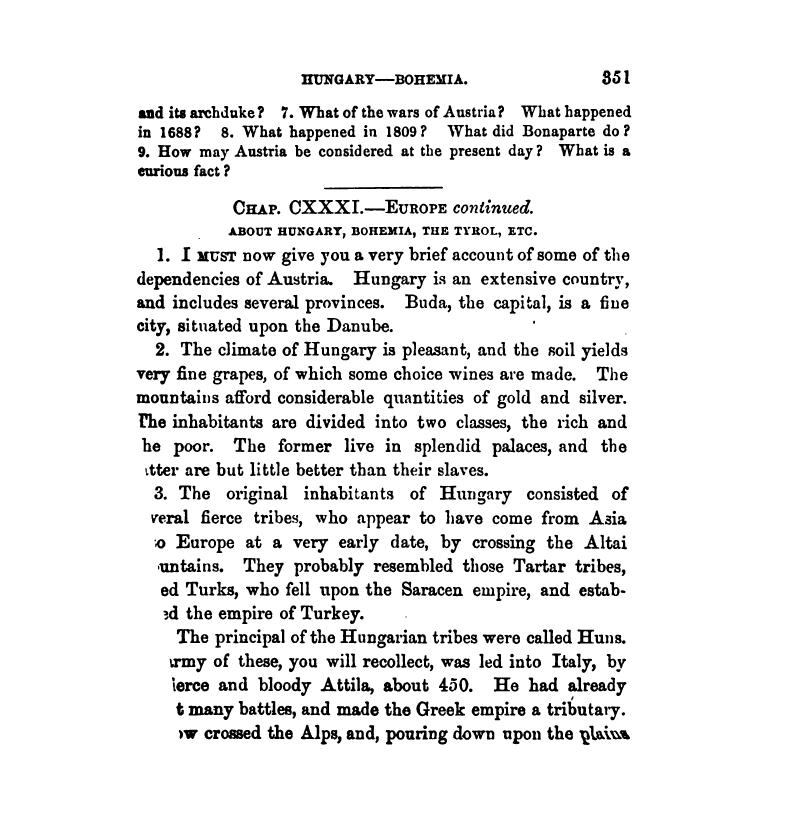 HUNGARY—BOHEMIA. 351
and its archduke? 7. What of the wars of Austria? What happened
in 1688? 8. What happened in 1809? What did Bonaparte do?
9. How may Austria be considered at the present day? What is a
curious fact?
CHAP. CXXXI.—EUROPE continued.
ABOUT HUNGARY, BOHEMIA, THE TYROL, ETC.
1. I MUST now give you a very brief account of some of the
dependencies of Austria. Hungary is an extensive country,
and includes several provinces. Buda, the capital, is a fine
city, situated upon the Danube.
2. The climate of Hungary is pleasant, and the soil yields
very fine grapes, of which some choice wines are made. The
mountains afford considerable quantities of gold and silver.
The inhabitants are divided into two classes, the rich and
he poor. The former live in splendid palaces, and the
tter are but little better than their slaves.
3. The original inhabitants of Hungary consisted of
veral fierce tribes, who appear to have come from Asia
o Europe at a very early date, by crossing the Altai
untains. They probably resembled those Tartar tribes,
ed Turks, who fell upon the Saracen empire, and estab-
ed the empire of Turkey.
The principal of the Hungarian tribes were called Huns.
rmy of these, you will recollect, was led into Italy, by
ierce and bloody Attila, about 450. He had already
t many battles, and made the Greek empire a tributary.
ow crossed the Alps, and, pouring down upon the plains